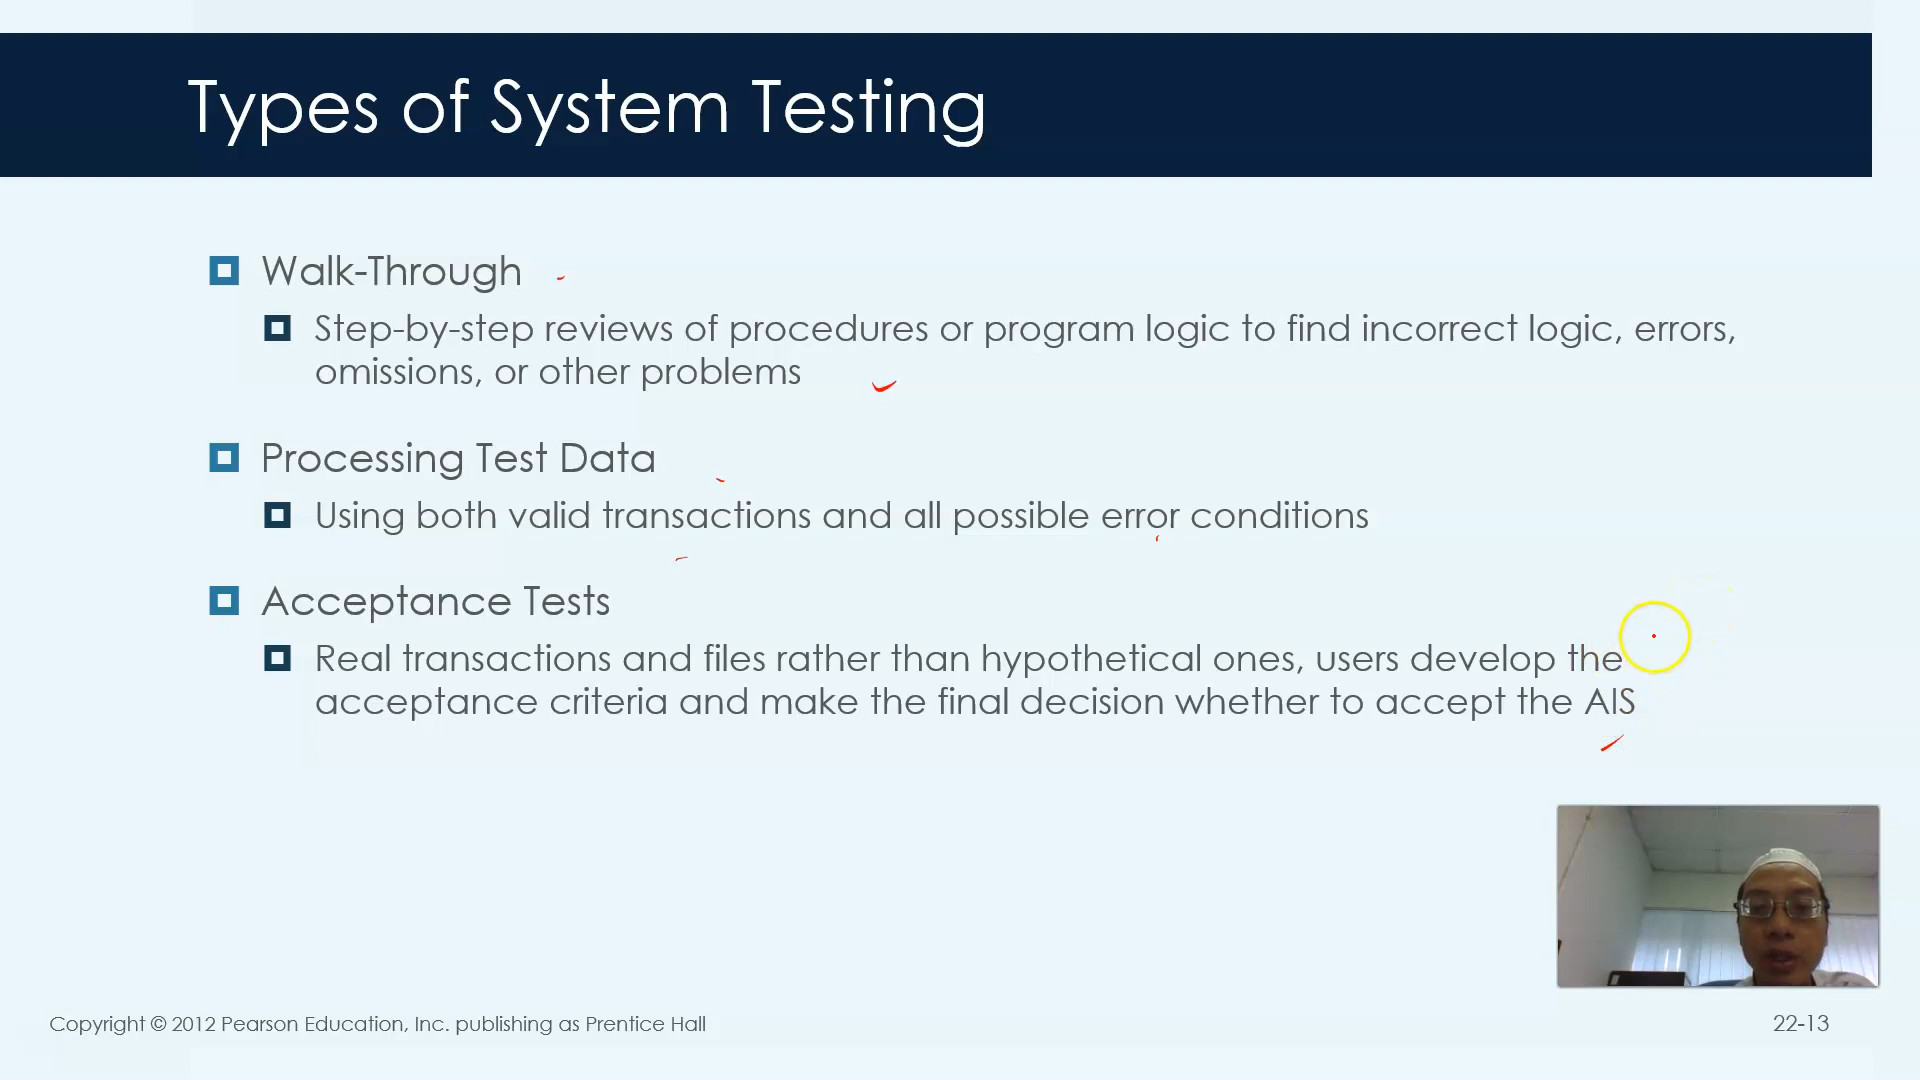 Types of System Testing
Walk-Through
Step-by-step reviews of procedures or program logic to find incorrect logic, errors,
omissions, or other problems
Processing Test Data
Using both valid transactions and all possible error conditions
Acceptance Tests
Real transactions and files rather than hypothetical ones, users develop the
acceptance criteria and make the final decision whether to accept the AIS
Copyright © 2012 Pearson Education, Inc. publishing as Prentice Hall
22-13